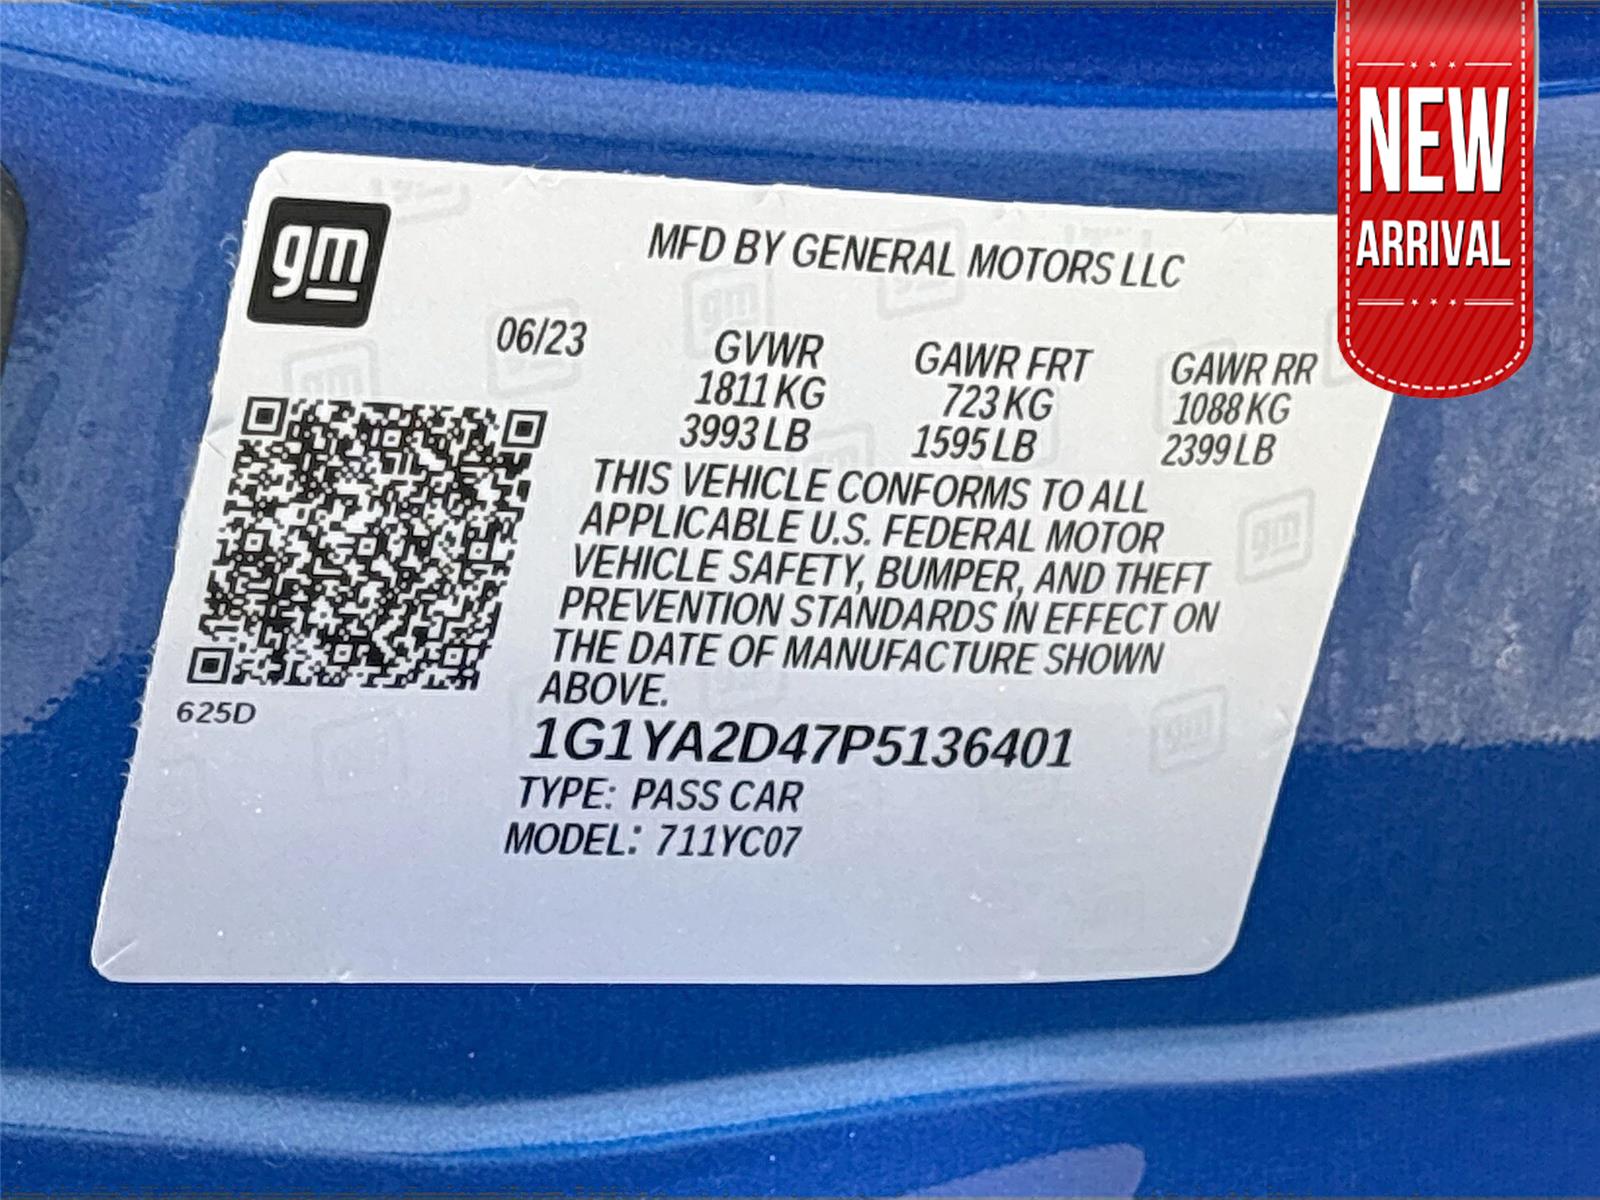 NEW
ARRIVAL
gm
MFD BY GENERAL MOTORS LLC
06/23
GVWR GAWR FRT GAWR RR
1811 KG 723 KG 1088 KG
3993 LB 1595 LB 2399 LB
THIS VEHICLE CONFORMS TO ALL
APPLICABLE U.S. FEDERAL MOTOR
VEHICLE SAFETY, BUMPER, AND THEFT
PREVENTION STANDARDS IN EFFECT ON
THE DATE OF MANUFACTURE SHOWN
ABOVE.
625D
1G1YA2D47P5136401
TYPE: PASS CAR
MODEL: 711YC07